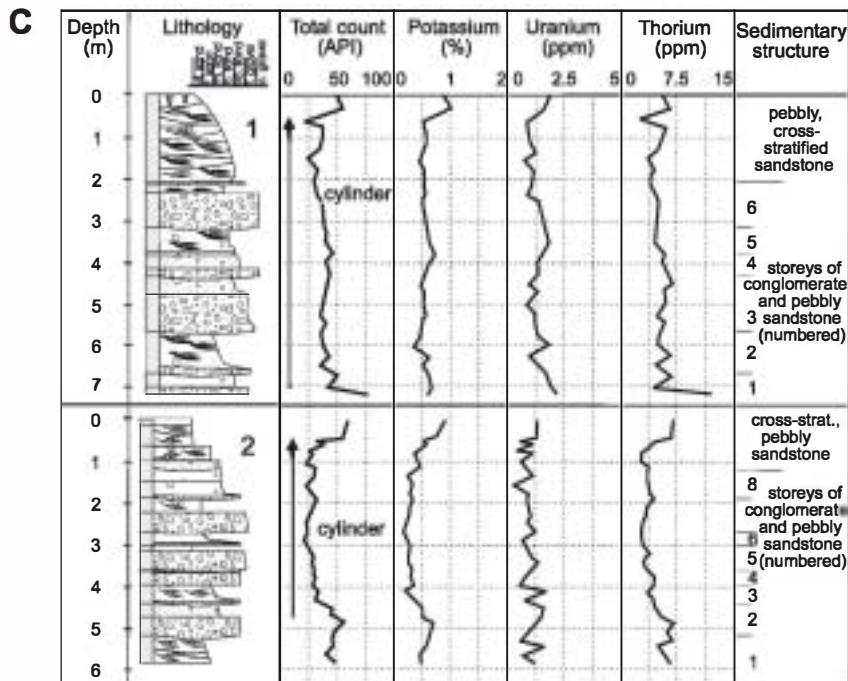 C
Depth (m)
Lithology
Total count (API)
Potassium (%)
Uranium (ppm)
Thorium (ppm)
Sedimentary structure
0 50 100
0 1 2
0 2.5 5
0 7.5 15
0
1
2
3
4
5
6
7
1
cylinder
pebbly,
cross-
stratified
sandstone
6
5
4
storeys of
conglomerate
and pebbly
3 sandstone
(numbered)
2
1
0
1
2
3
4
5
6
2
cylinder
cross-strat.,
pebbly
sandstone
8
storeys of
conglomerate
and pebbly
sandstone
5 (numbered)
4
3
2
1